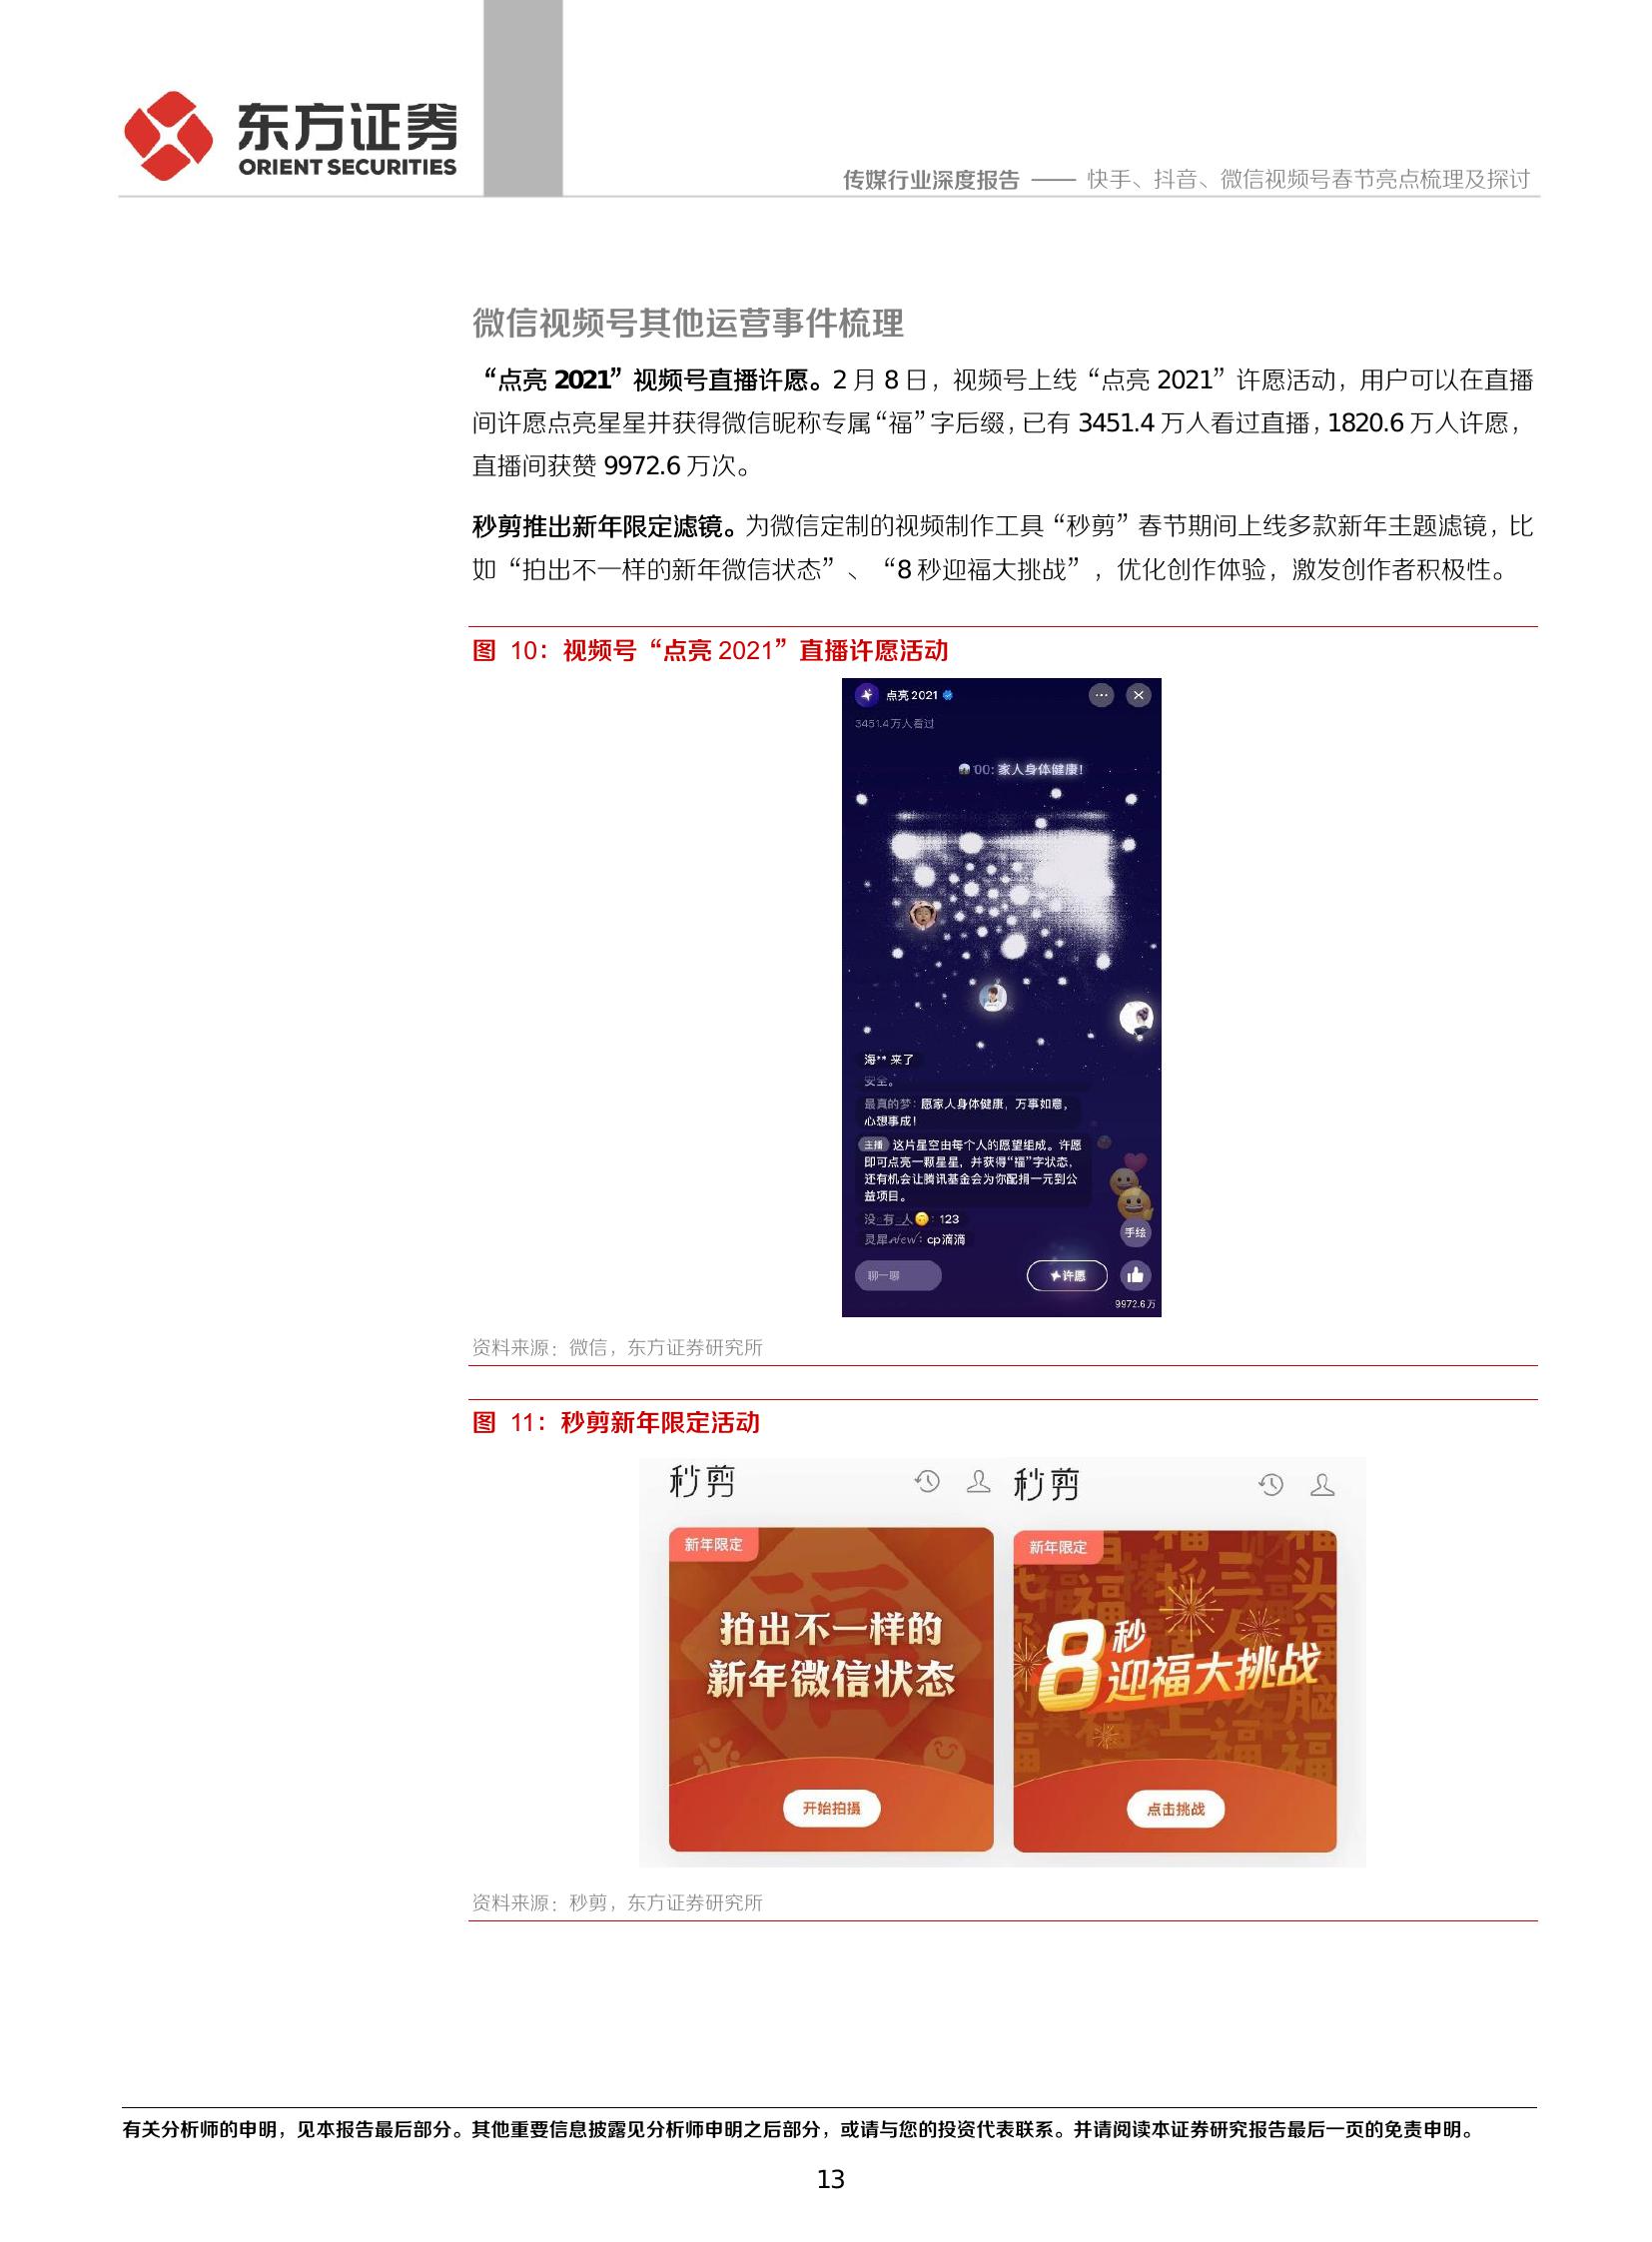 东方证券
ORIENT SECURITIES
传媒行业深度报告 —— 快手、抖音、微信视频号春节亮点梳理及探讨
微信视频号其他运营事件梳理
“点亮 2021”视频号直播许愿。2 月 8 日，视频号上线“点亮 2021”许愿活动，用户可以在直播
间许愿点亮星星并获得微信昵称专属“福”字后缀，已有 3451.4 万人看过直播，1820.6 万人许愿，
直播间获赞 9972.6 万次。
秒剪推出新年限定滤镜。为微信定制的视频制作工具“秒剪”春节期间上线多款新年主题滤镜，比
如“拍出不一样的新年微信状态”、“8 秒迎福大挑战”，优化创作体验，激发创作者积极性。
图 10：视频号“点亮 2021”直播许愿活动
点亮2021
3451.4万人看过
00: 家人身体健康!
海** 来了
安全。
最真的梦：愿家人身体健康，万事如意，
心想事成!
主播 这片星空由每个人的愿望组成。许愿
即可点亮一颗星星，并获得“福”字状态，
还有机会让腾讯基金会为你配捐一元到公
益项目。
没_有_人：123
灵犀view：cp滴滴
手绘
聊一聊
许愿
9972.6万
资料来源：微信，东方证券研究所
图 11：秒剪新年限定活动
秒剪
秒剪
新年限定
新年限定
拍出不一样的
新年微信状态
8秒
迎福大挑战
开始拍摄
点击挑战
资料来源：秒剪，东方证券研究所
有关分析师的申明，见本报告最后部分。其他重要信息披露见分析师申明之后部分，或请与您的投资代表联系。并请阅读本证券研究报告最后一页的免责申明。
13